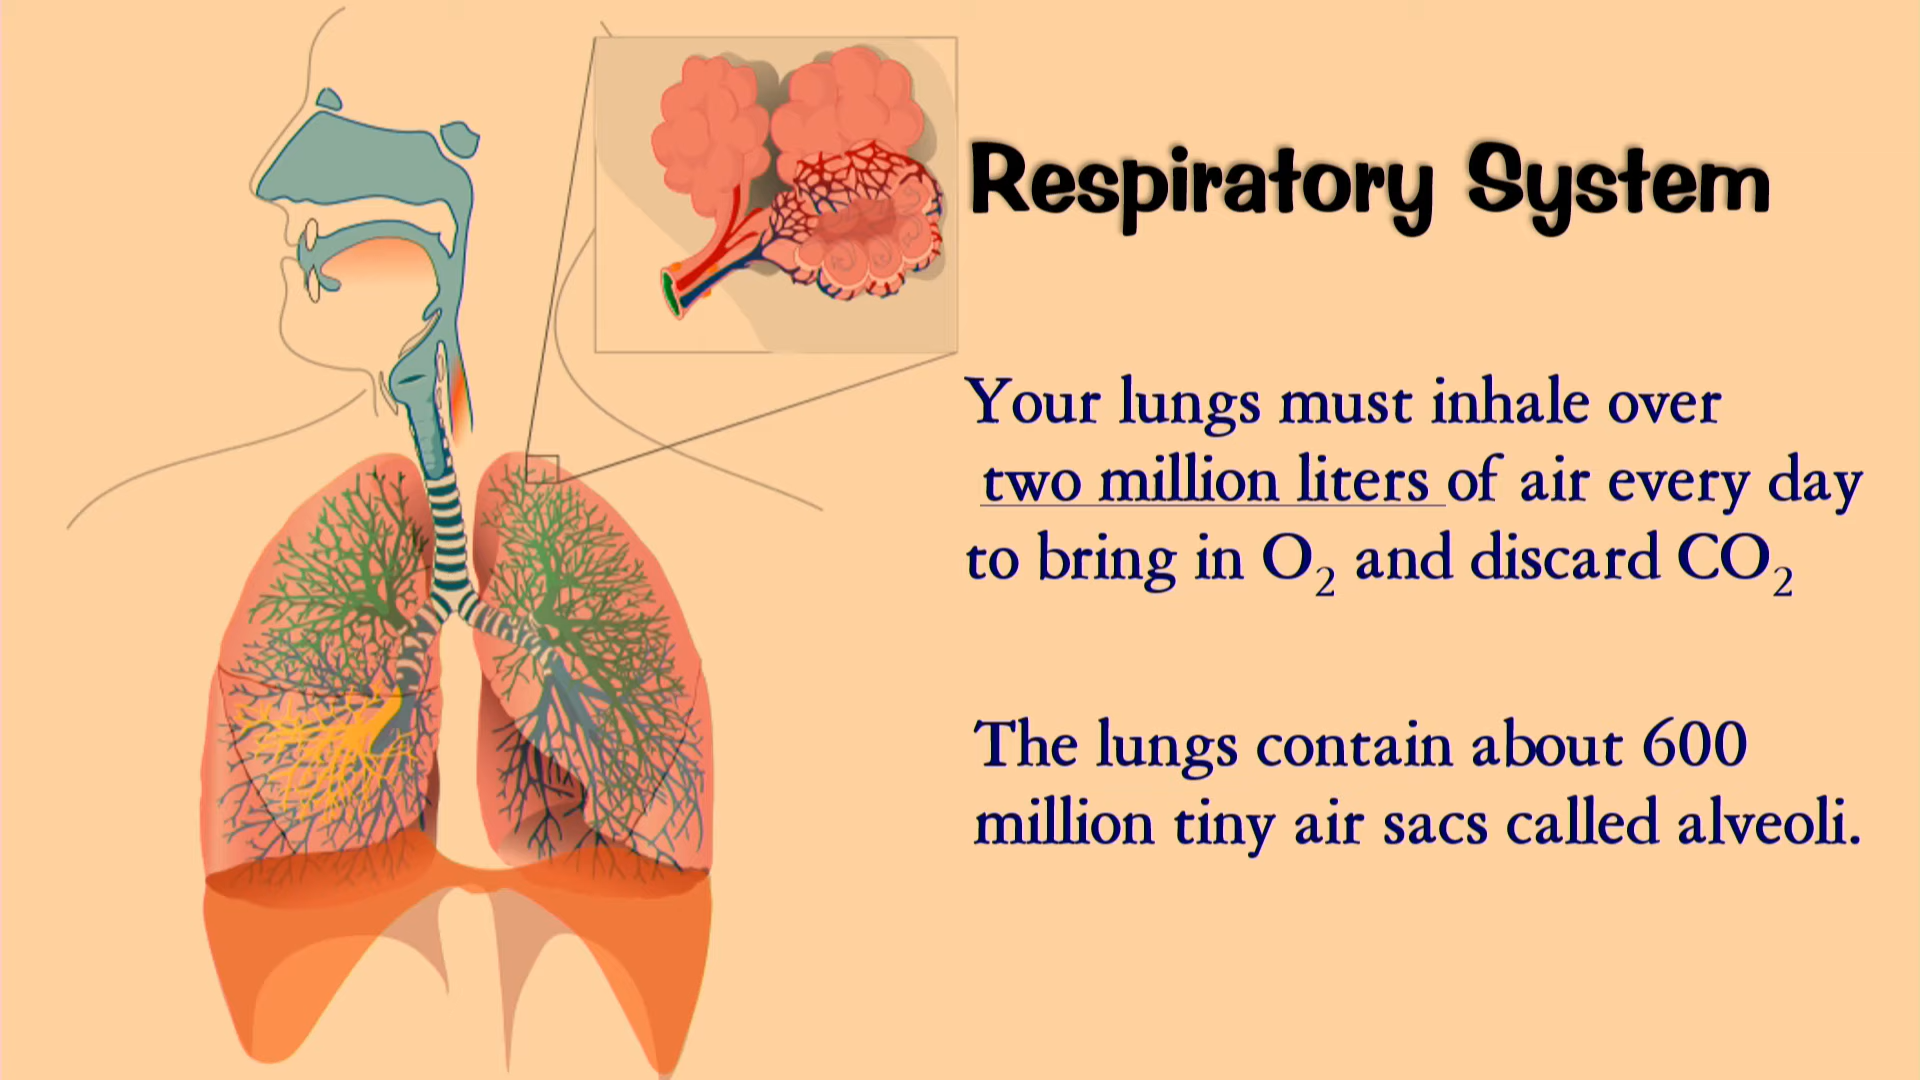 Respiratory System
Your lungs must inhale over
two million liters of air every day
to bring in O₂ and discard CO₂
The lungs contain about 600
million tiny air sacs called alveoli.